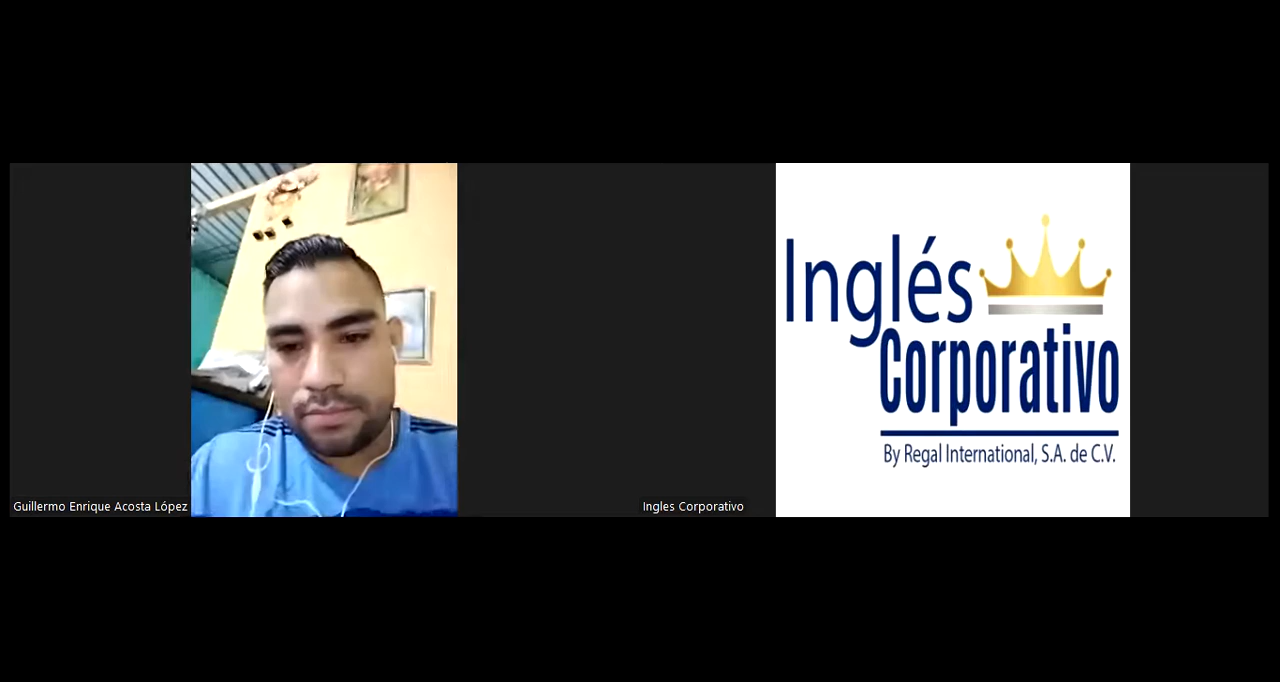 Inglés
Corporativo
By Regal International, S.A. de C.V.
Guillermo Enrique Acosta López
Ingles Corporativo